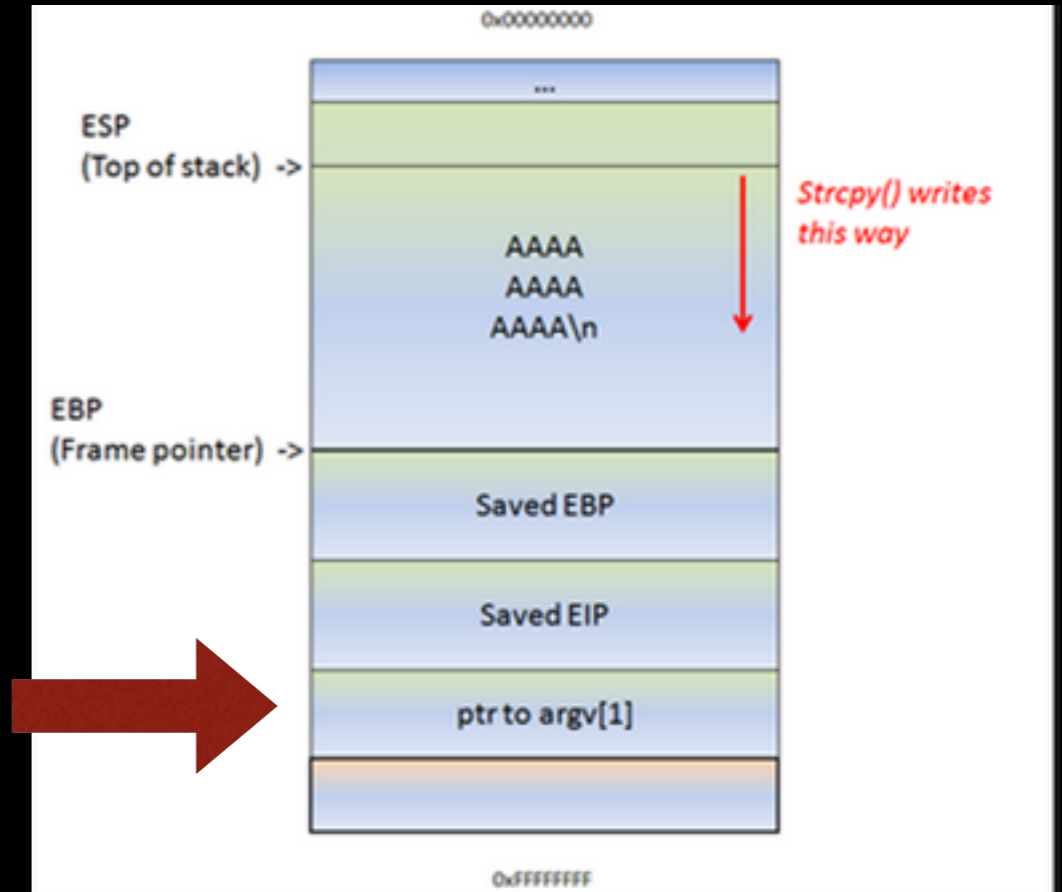 0x00000000
...
ESP
(Top of stack) ->
Strcpy() writes
this way
AAAA
AAAA
AAAA\n
EBP
(Frame pointer) ->
Saved EBP
Saved EIP
ptr to argv[1]
0xFFFFFFFF